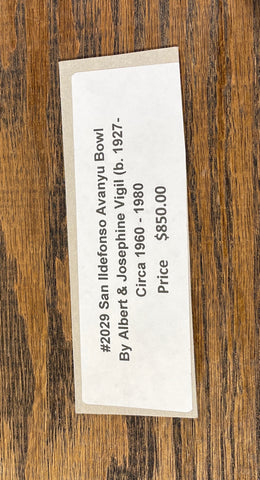 #2029 San Ildefonso Avanyu Bowl
By Albert & Josephine Vigil (b. 1927-
Circa 1960 - 1980
Price $850.00